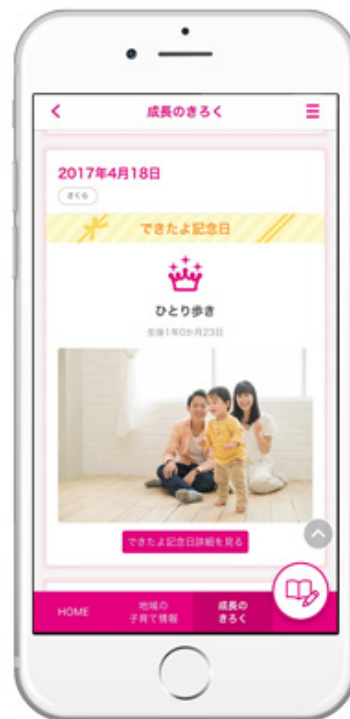 成長のきろく
2017年4月18日
さくら
できたよ記念日
ひとり歩き
生後1年0か月23日
できたよ記念日詳細を見る
HOME
地域の
子育て情報
成長の
きろく